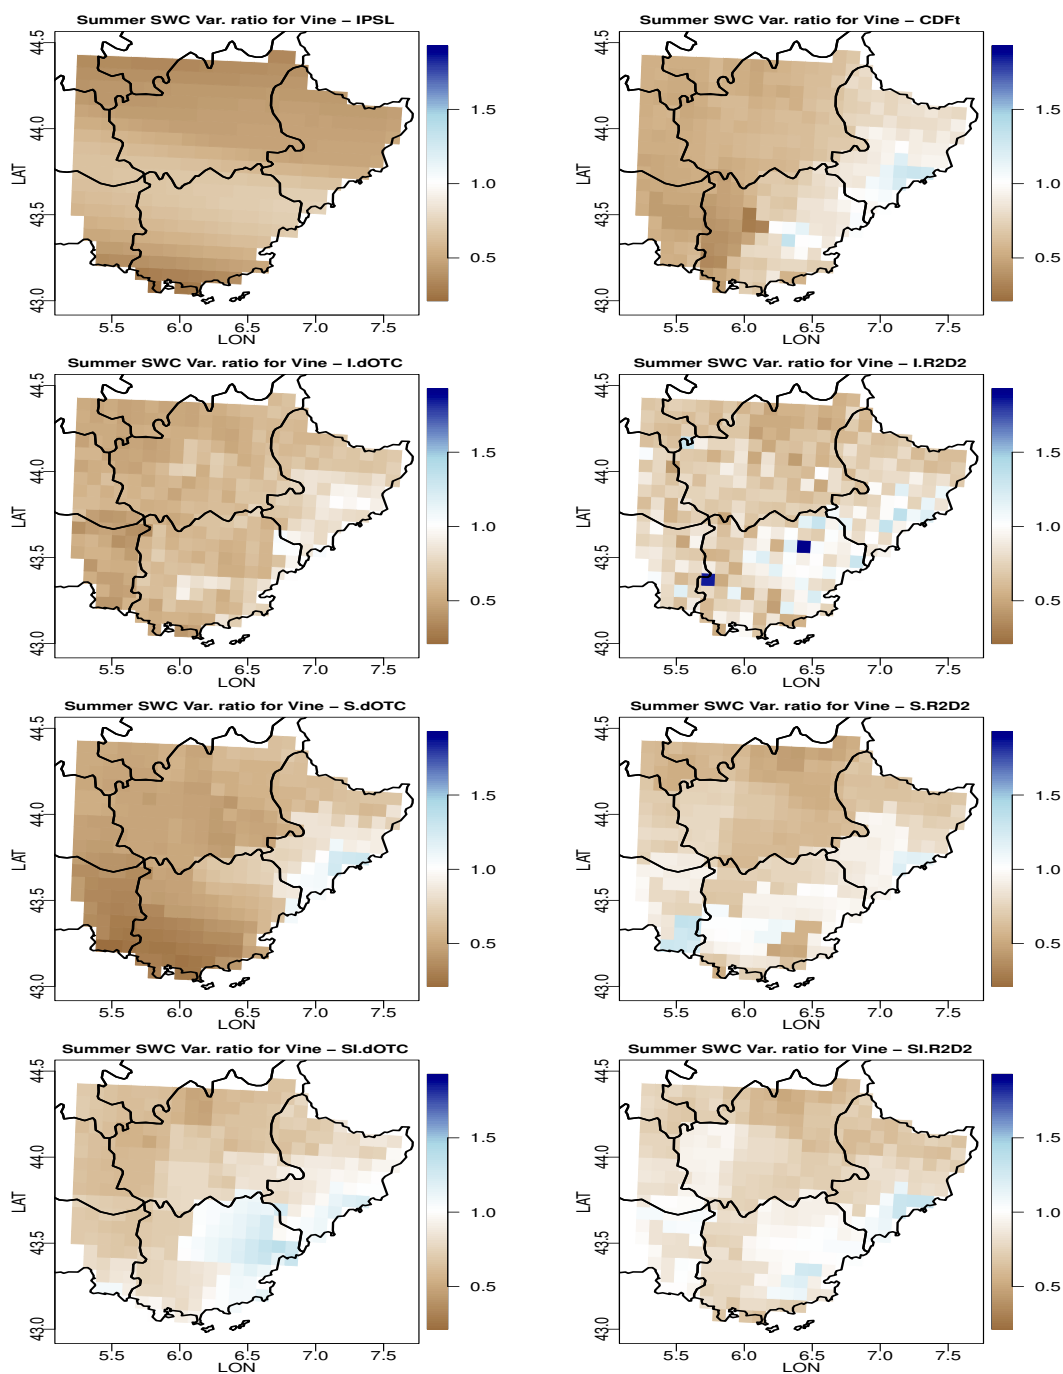 Summer SWC Var. ratio for Vine – IPSL
LAT
44.5
44.0
43.5
43.0
5.5 6.0 6.5 7.0 7.5
LON
1.5
1.0
0.5
Summer SWC Var. ratio for Vine – CDFt
LAT
44.5
44.0
43.5
43.0
5.5 6.0 6.5 7.0 7.5
LON
1.5
1.0
0.5
Summer SWC Var. ratio for Vine – I.dOTC
LAT
44.5
44.0
43.5
43.0
5.5 6.0 6.5 7.0 7.5
LON
1.5
1.0
0.5
Summer SWC Var. ratio for Vine – I.R2D2
LAT
44.5
44.0
43.5
43.0
5.5 6.0 6.5 7.0 7.5
LON
1.5
1.0
0.5
Summer SWC Var. ratio for Vine – S.dOTC
LAT
44.5
44.0
43.5
43.0
5.5 6.0 6.5 7.0 7.5
LON
1.5
1.0
0.5
Summer SWC Var. ratio for Vine – S.R2D2
LAT
44.5
44.0
43.5
43.0
5.5 6.0 6.5 7.0 7.5
LON
1.5
1.0
0.5
Summer SWC Var. ratio for Vine – SI.dOTC
LAT
44.5
44.0
43.5
43.0
5.5 6.0 6.5 7.0 7.5
LON
1.5
1.0
0.5
Summer SWC Var. ratio for Vine – SI.R2D2
LAT
44.5
44.0
43.5
43.0
5.5 6.0 6.5 7.0 7.5
LON
1.5
1.0
0.5